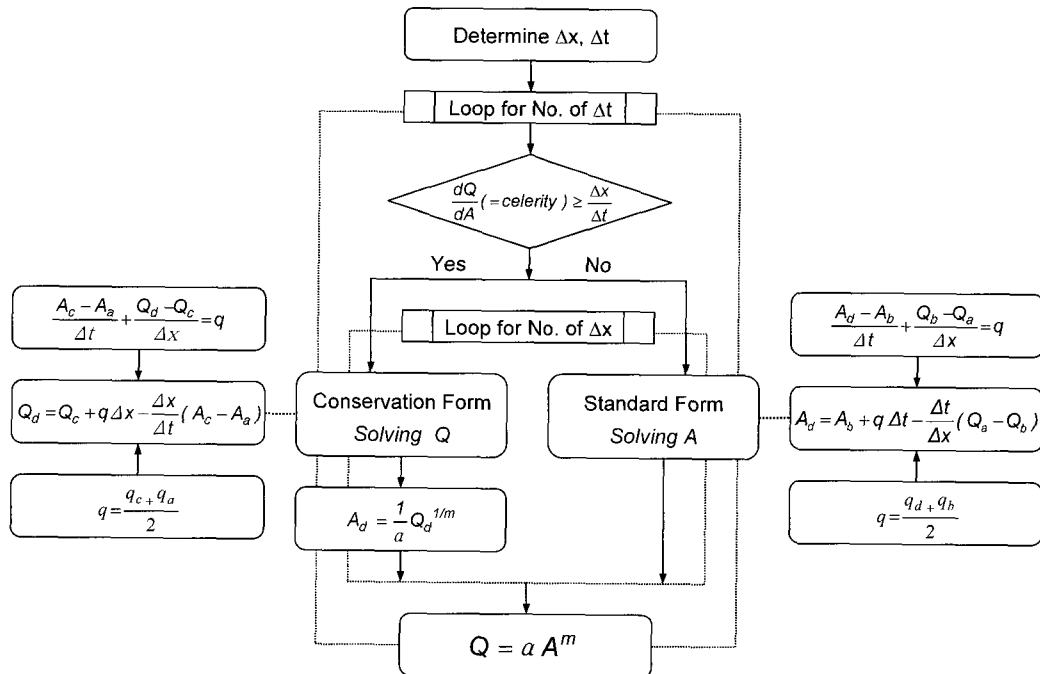 Determine Δx, Δt
Loop for No. of Δt
dQ/dA (=celerity) ≥ Δx/Δt
Yes No
(A_c − A_a)/Δt + (Q_d − Q_c)/Δx = q
Q_d = Q_c + q Δx − Δx/Δt (A_c − A_a)
q = (q_c + q_a)/2
Loop for No. of Δx
Conservation Form
Solving Q
A_d = 1/a Q_d^{1/m}
Standard Form
Solving A
(A_d − A_b)/Δt + (Q_b − Q_a)/Δx = q
A_d = A_b + q Δt − Δt/Δx (Q_a − Q_b)
q = (q_d + q_b)/2
Q = α A^m